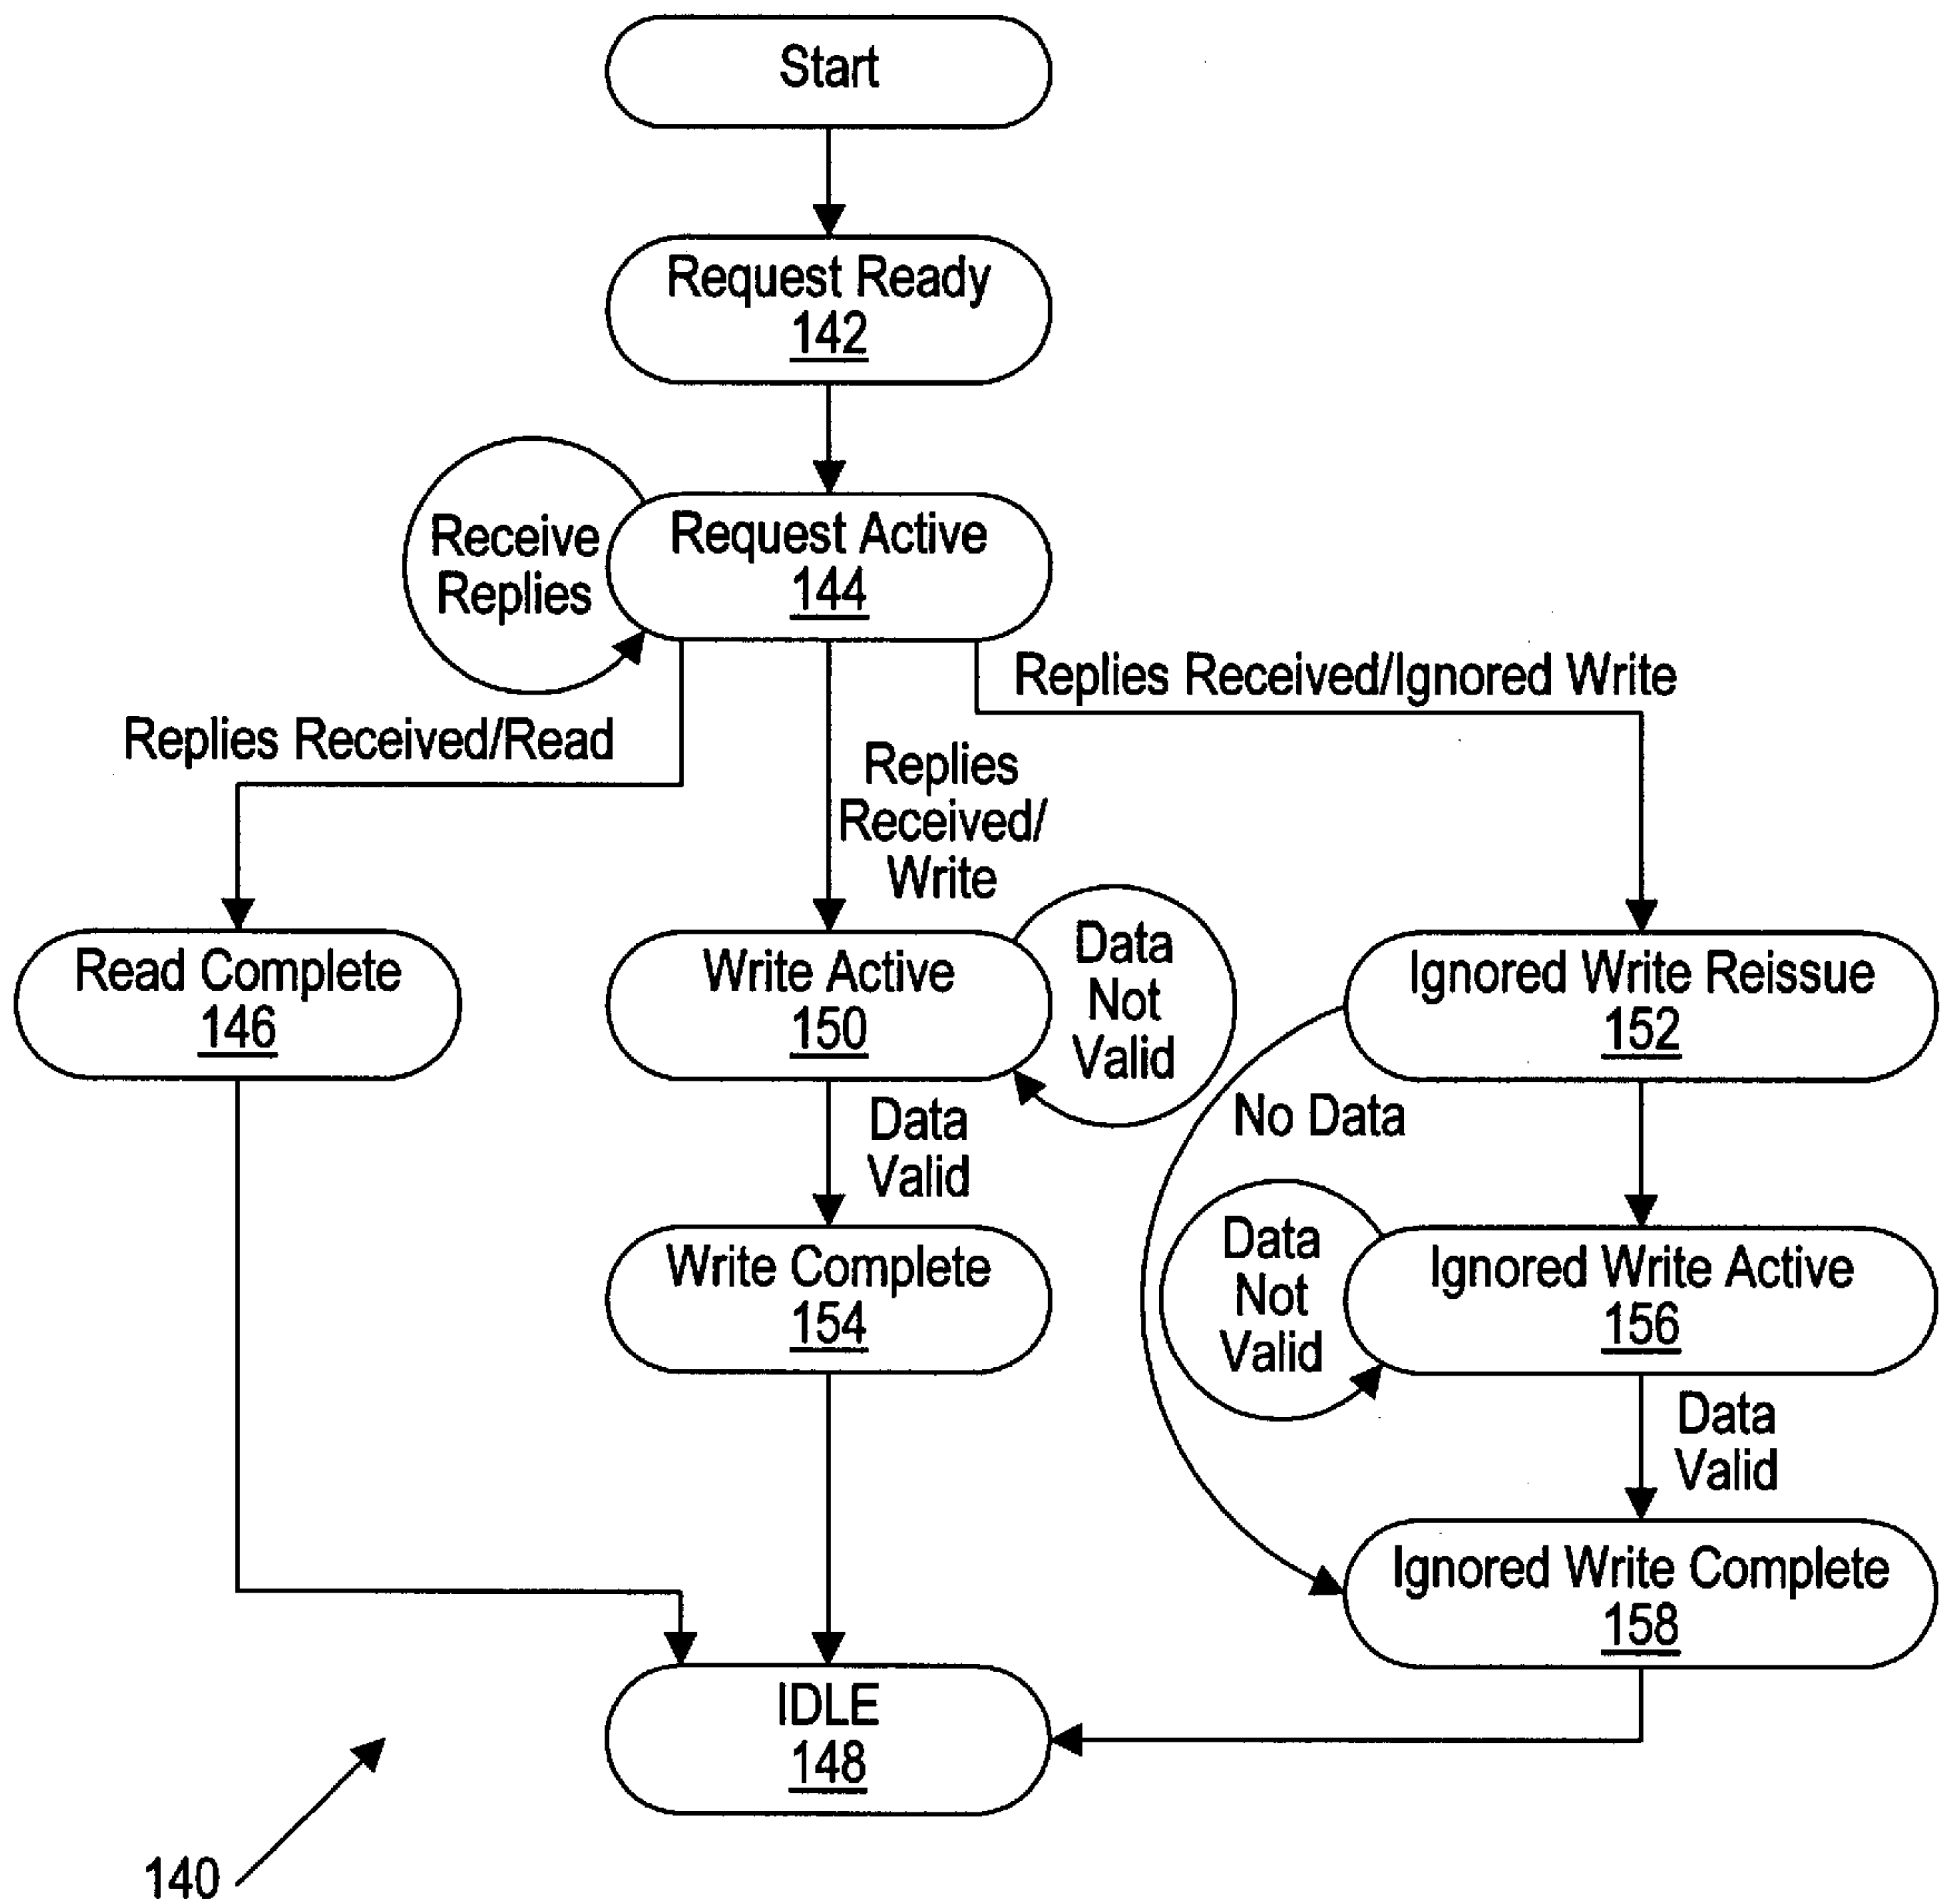 Start
Request Ready
142
Receive
Replies
Request Active
144
Replies Received/Ignored Write
Replies Received/Read
Replies
Received/
Write
Read Complete
146
Write Active
150
Data
Not
Valid
Ignored Write Reissue
152
Data
Valid
No Data
Write Complete
154
Data
Not
Valid
Ignored Write Active
156
Data
Valid
Ignored Write Complete
158
IDLE
148
140